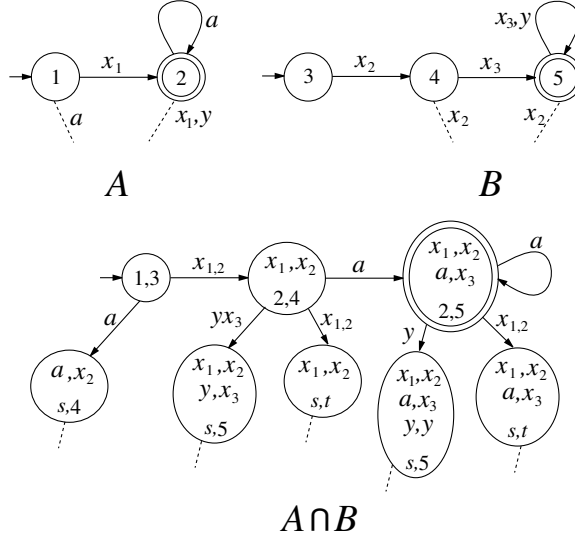 a
x₃,y
x₁
x₂
x₃
1
2
3
4
5
a
x₁,y
x₂
x₂
A
B
x₁,x₂
a
x₁,₂
x₁,x₂
a
a,x₃
1,3
2,4
2,5
a
yx₃
x₁,₂
y
x₁,₂
a,x₂
x₁,x₂
x₁,x₂
x₁,x₂
x₁,x₂
y,x₃
a,x₃
a,x₃
s,4
s,t
y,y
s,5
s,t
s,5
A∩B